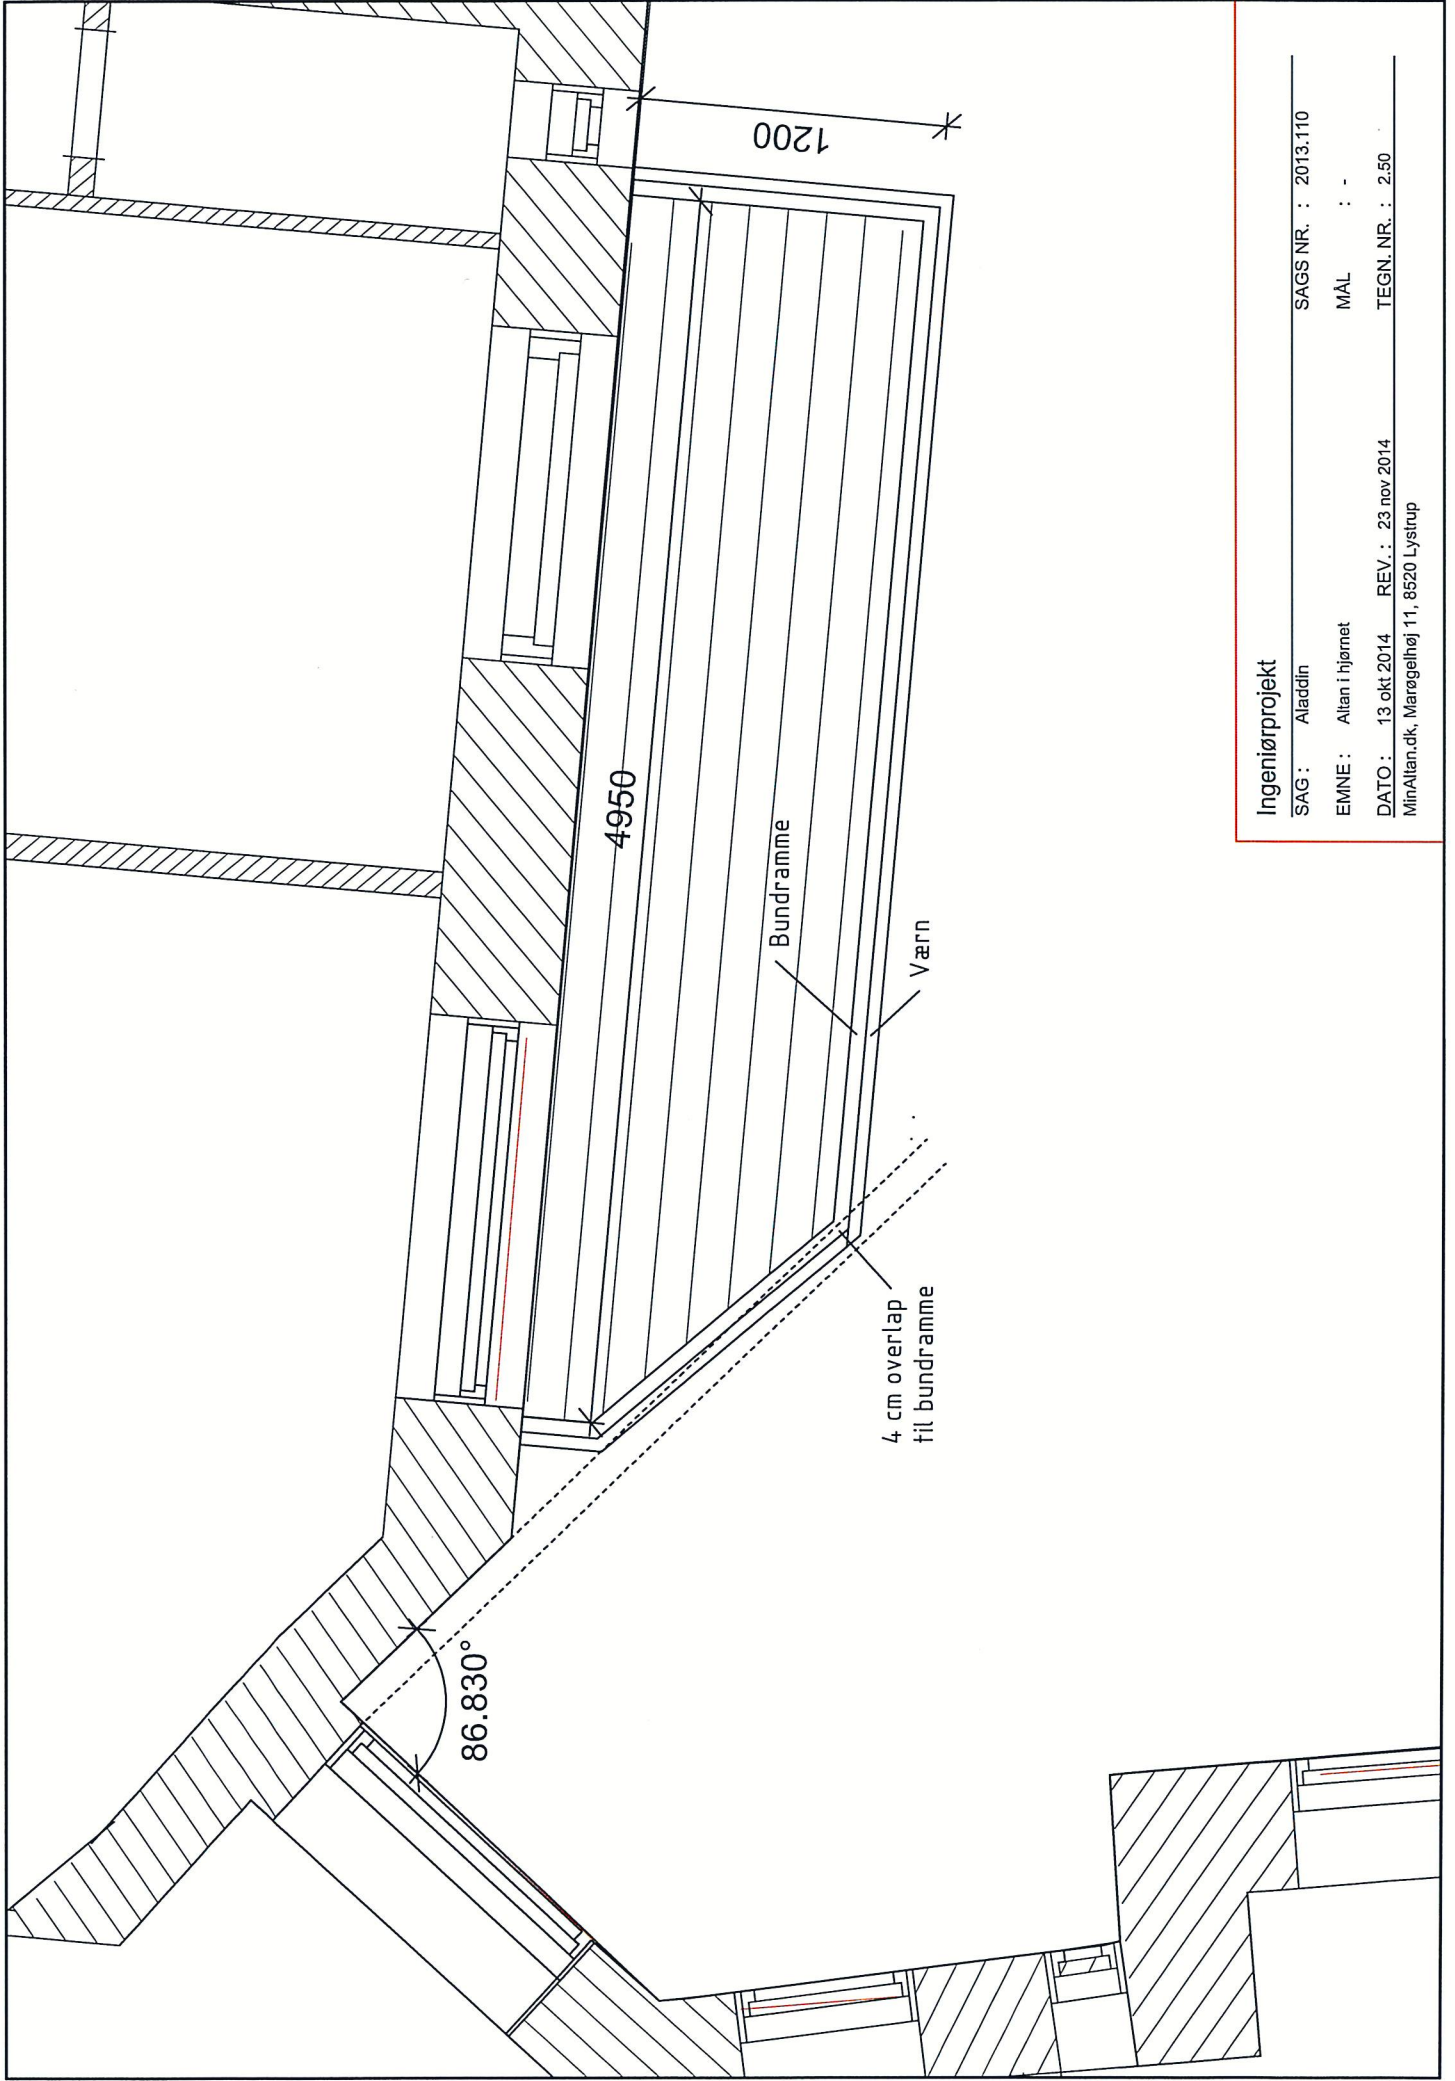 1200
4950
Bundramme
Værn
4 cm overlap
til bundramme
86.830°
Ingeniørprojekt
SAG : Aladdin SAGS NR. : 2013.110
EMNE : Altan i hjørnet MÅL : -
DATO : 13 okt 2014 REV. : 23 nov 2014 TEGN. NR. : 2.50
MinAltan.dk, Marøgelhøj 11, 8520 Lystrup